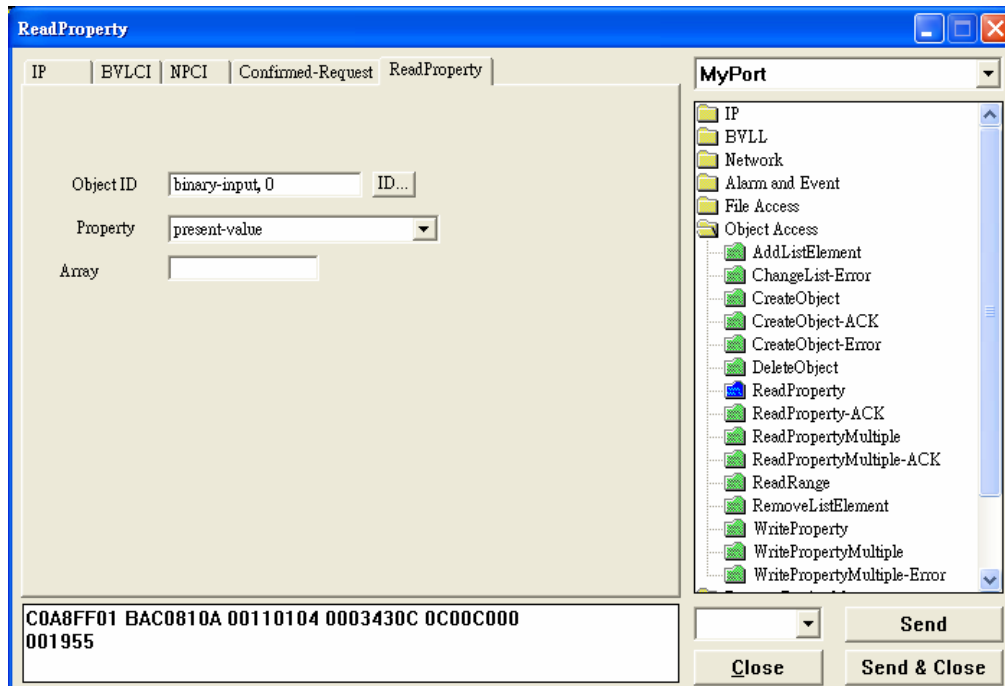 ReadProperty
IP BVLCI NPCI Confirmed-Request ReadProperty
Object ID binary-input, 0 ID...
Property present-value
Array
MyPort
IP
BVLL
Network
Alarm and Event
File Access
Object Access
AddListElement
ChangeList-Error
CreateObject
CreateObject-ACK
CreateObject-Error
DeleteObject
ReadProperty
ReadProperty-ACK
ReadPropertyMultiple
ReadPropertyMultiple-ACK
ReadRange
RemoveListElement
WriteProperty
WritePropertyMultiple
WritePropertyMultiple-Error
C0A8FF01 BAC0810A 00110104 0003430C 0C00C000
001955
Send
Close Send & Close